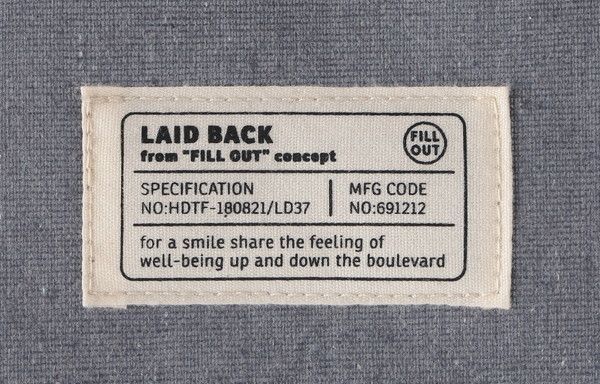 LAID BACK
from "FILL OUT" concept
FILL
OUT
SPECIFICATION
NO:HDTF-180821/LD37
MFG CODE
NO:691212
for a smile share the feeling of
well-being up and down the boulevard